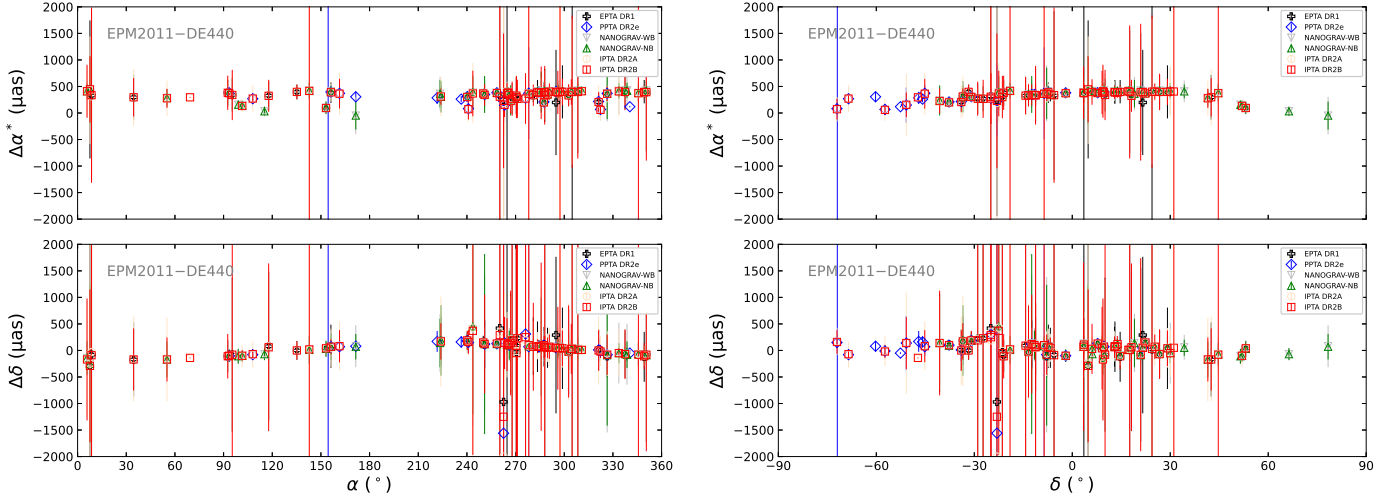 2000
1500
1000
500
0
500
1000
1500
2000
Δα* (μas)
EPM2011−DE440
EPTA DR1
PPTA DR2e
NANOGRAV-WB
NANOGRAV-NB
IPTA DR2A
IPTA DR2B
2000
1500
1000
500
0
−500
−1000
−1500
−2000
Δα* (μas)
EPM2011−DE440
EPTA DR1
PPTA DR2e
NANOGRAV-WB
NANOGRAV-NB
IPTA DR2A
IPTA DR2B
2000
1500
1000
500
0
−500
−1000
−1500
−2000
Δδ (μas)
EPM2011−DE440
EPTA DR1
PPTA DR2e
NANOGRAV-WB
NANOGRAV-NB
IPTA DR2A
IPTA DR2B
0 30 60 90 120 150 180 210 240 270 300 330 360
α (°)
2000
1500
1000
500
0
−500
−1000
−1500
−2000
Δδ (μas)
EPM2011−DE440
EPTA DR1
PPTA DR2e
NANOGRAV-WB
NANOGRAV-NB
IPTA DR2A
IPTA DR2B
−90 −60 −30 0 30 60 90
δ (°)